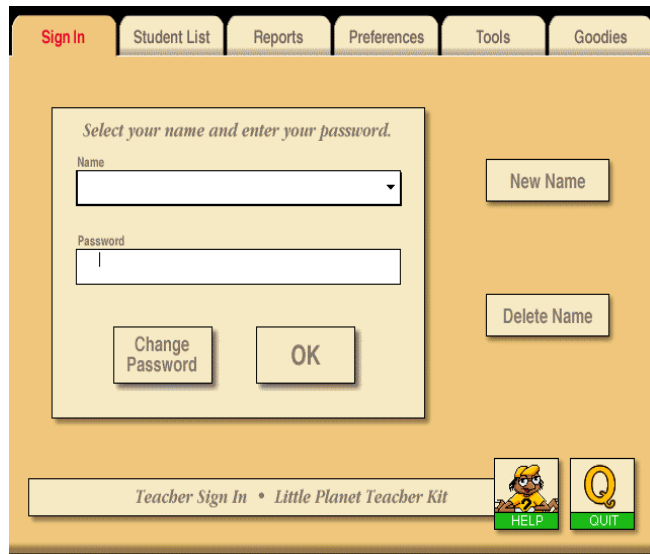 Sign In Student List Reports Preferences Tools Goodies
Select your name and enter your password.
Name
New Name
Password
Delete Name
Change
Password
OK
Teacher Sign In • Little Planet Teacher Kit
?
HELP
Q
QUIT